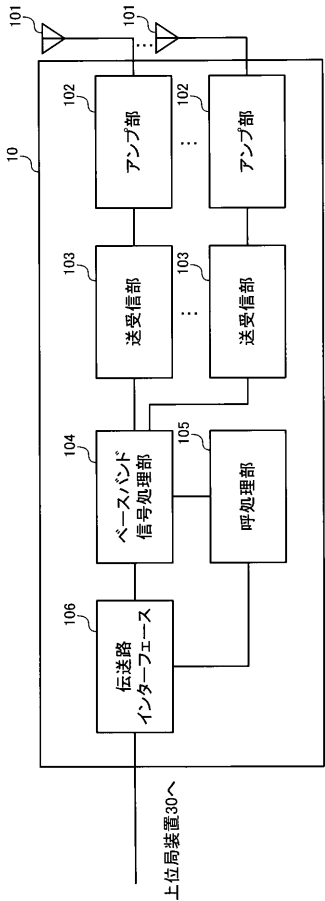 10
101
101
102
アンプ部
102
アンプ部
⋮
103
送受信部
103
送受信部
⋮
104
ベースバンド
信号処理部
105
呼処理部
106
伝送路
インターフェース
上位局装置30へ